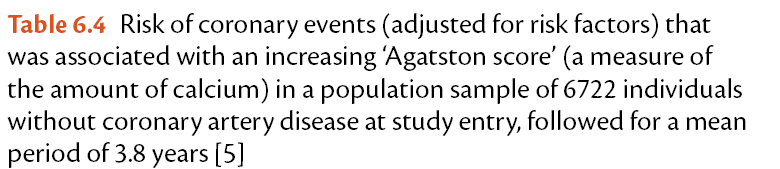 Table 6.4 Risk of coronary events (adjusted for risk factors) that
was associated with an increasing ‘Agatston score’ (a measure of
the amount of calcium) in a population sample of 6722 individuals
without coronary artery disease at study entry, followed for a mean
period of 3.8 years [5]